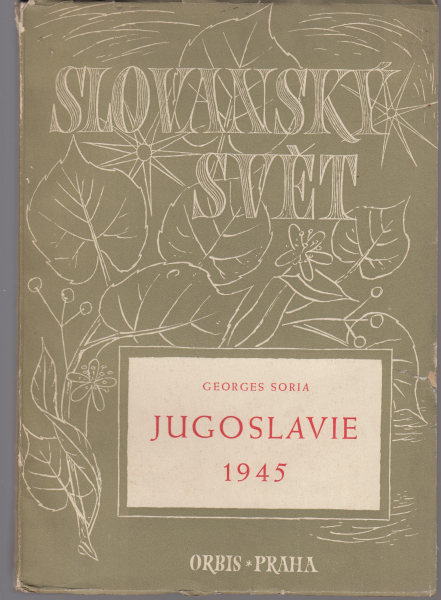 SLOVANSKÝ
SVĚT
GEORGES SORIA
JUGOSLAVIE
1945
ORBIS * PRAHA